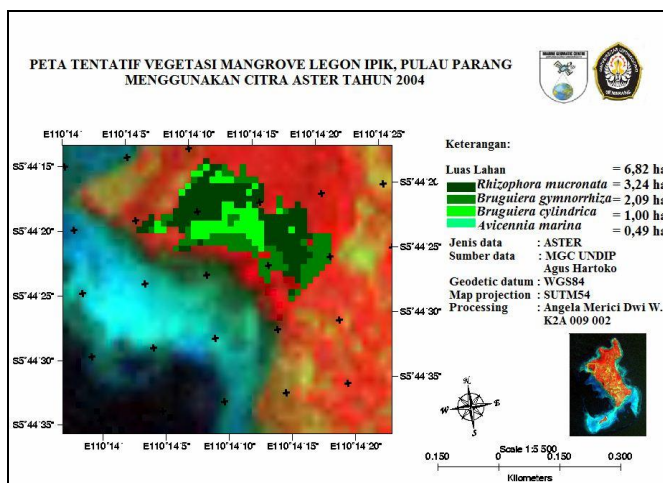 PETA TENTATIF VEGETASI MANGROVE LEGON IPIK, PULAU PARANG
MENGGUNAKAN CITRA ASTER TAHUN 2004
E110°14´ E110°14´5 E110°14´10 E110°14´15 E110°14´20 E110°14´25
S5°44´15
S5°44´20
S5°44´25
S5°44´30
S5°44´35
S5°44´20
S5°44´25
S5°44´30
S5°44´35
E110°14´ E110°14´5 E110°14´10 E110°14´15 E110°14´20
Keterangan:
Luas Lahan = 6,82 ha
Rhizophora mucronata = 3,24 ha
Bruguiera gymnorrhiza = 2,09 ha
Bruguiera cylindrica = 1,00 ha
Avicennia marina = 0,49 ha
Jenis data : ASTER
Sumber data : MGC UNDIP
Agus Hartoko
Geodetic datum : WGS84
Map projection : SUTM54
Processing : Angela Merici Dwi W.
K2A 009 002
N
W E
S
Scale 1:5 500
0.150 0 0.150 0.300
Kilometers